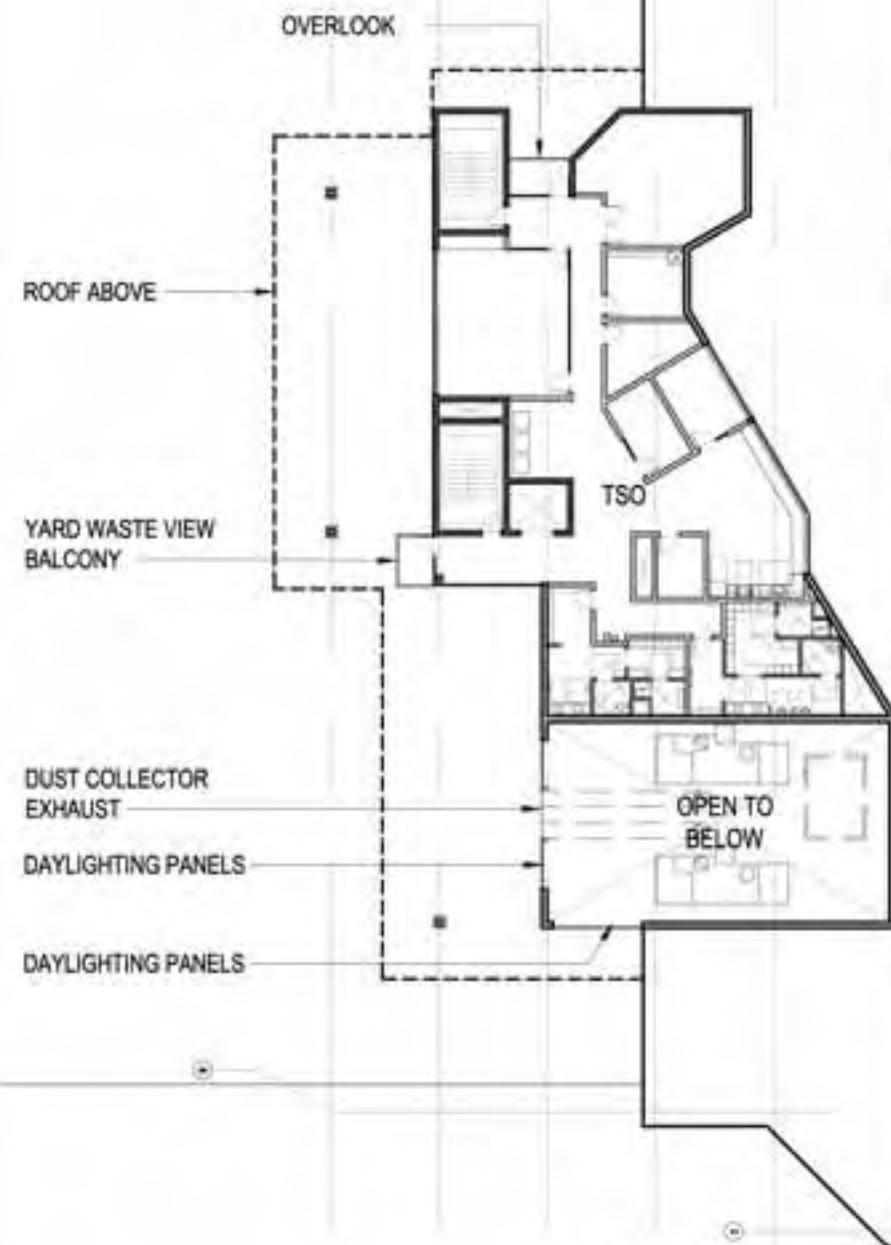 OVERLOOK
ROOF ABOVE
TSO
YARD WASTE VIEW
BALCONY
DUST COLLECTOR
EXHAUST
OPEN TO
BELOW
DAYLIGHTING PANELS
DAYLIGHTING PANELS